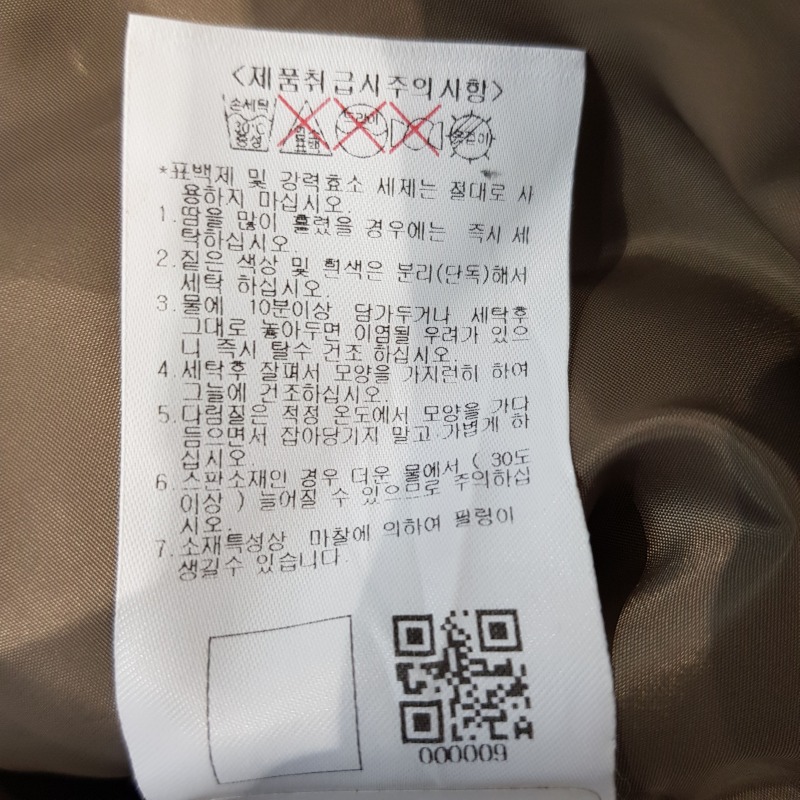 <제품취급시주의사항>
손세탁
30℃
중성
염소
표백
드라이
옷걸이
*표백제 및 강력효소 세제는 절대로 사
용하지 마십시오.
1.땀을 많이 흘렸을 경우에는 즉시 세
탁하십시오.
2.짙은 색상 및 흰색은 분리(단독)해서
세탁 하십시오.
3.물에 10분이상 담가두거나 세탁후
그대로 놓아두면 이염될 우려가 있으
니 즉시 탈수 건조 하십시오.
4.세탁후 잘펴서 모양을 가지런히 하여
그늘에 건조하십시오.
5.다림질은 적정 온도에서 모양을 가다
듬으면서 잡아당기지 말고 가볍게 하
십시오.
6.스판소재인 경우 더운 물에서 ( 30도
이상 ) 늘어질 수 있으므로 주의하십
시오.
7.소재특성상 마찰에 의하여 필링이
생길수 있습니다.
000009